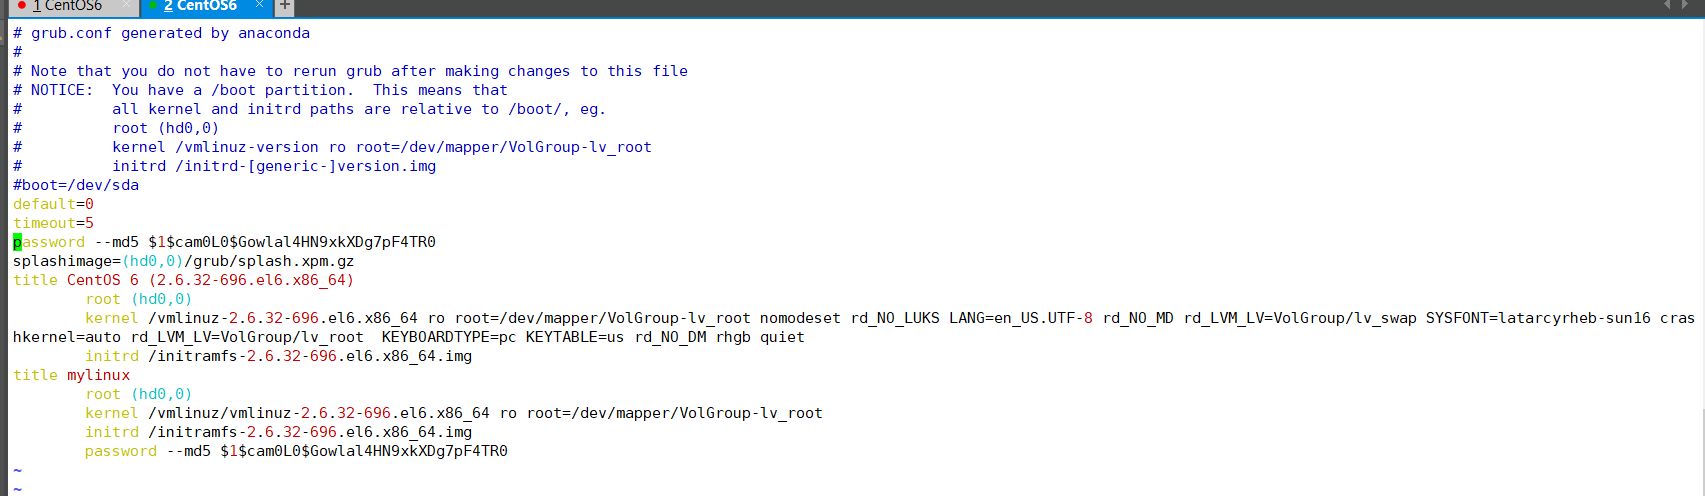 1 CentOS6 × 2 CentOS6 × +
# grub.conf generated by anaconda
#
# Note that you do not have to rerun grub after making changes to this file
# NOTICE:  You have a /boot partition.  This means that
#          all kernel and initrd paths are relative to /boot/, eg.
#          root (hd0,0)
#          kernel /vmlinuz-version ro root=/dev/mapper/VolGroup-lv_root
#          initrd /initrd-[generic-]version.img
#boot=/dev/sda
default=0
timeout=5
password --md5 $1$cam0L0$Gowlal4HN9xkXDg7pF4TR0
splashimage=(hd0,0)/grub/splash.xpm.gz
title CentOS 6 (2.6.32-696.el6.x86_64)
        root (hd0,0)
        kernel /vmlinuz-2.6.32-696.el6.x86_64 ro root=/dev/mapper/VolGroup-lv_root nomodeset rd_NO_LUKS LANG=en_US.UTF-8 rd_NO_MD rd_LVM_LV=VolGroup/lv_swap SYSFONT=latarcyrheb-sun16 cras
hkernel=auto rd_LVM_LV=VolGroup/lv_root  KEYBOARDTYPE=pc KEYTABLE=us rd_NO_DM rhgb quiet
        initrd /initramfs-2.6.32-696.el6.x86_64.img
title mylinux
        root (hd0,0)
        kernel /vmlinuz/vmlinuz-2.6.32-696.el6.x86_64 ro root=/dev/mapper/VolGroup-lv_root
        initrd /initramfs-2.6.32-696.el6.x86_64.img
        password --md5 $1$cam0L0$Gowlal4HN9xkXDg7pF4TR0
~
~